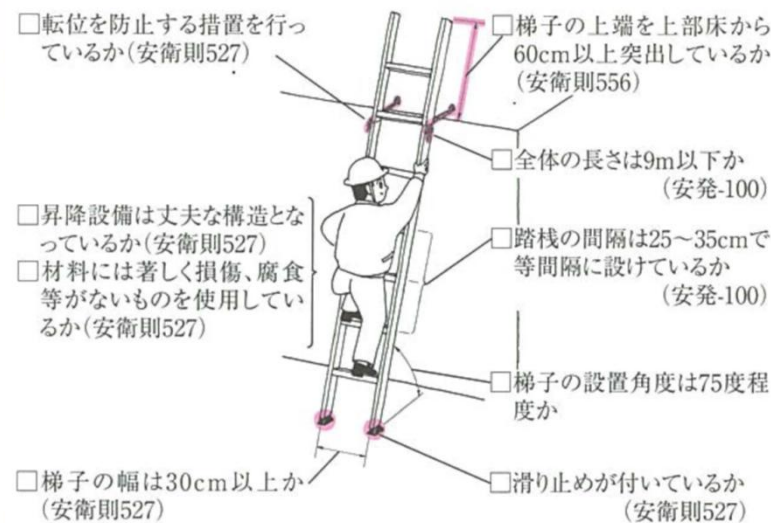 □転位を防止する措置を行っ
ているか(安衛則527)
□昇降設備は丈夫な構造とな
っているか(安衛則527)
□材料には著しく損傷、腐食
等がないものを使用してい
るか(安衛則527)
□梯子の幅は30cm以上か
(安衛則527)
□梯子の上端を上部床から
60cm以上突出しているか
(安衛則556)
□全体の長さは9m以下か
(安発-100)
□踏桟の間隔は25〜35cmで
等間隔に設けているか
(安発-100)
□梯子の設置角度は75度程
度か
□滑り止めが付いているか
(安衛則527)